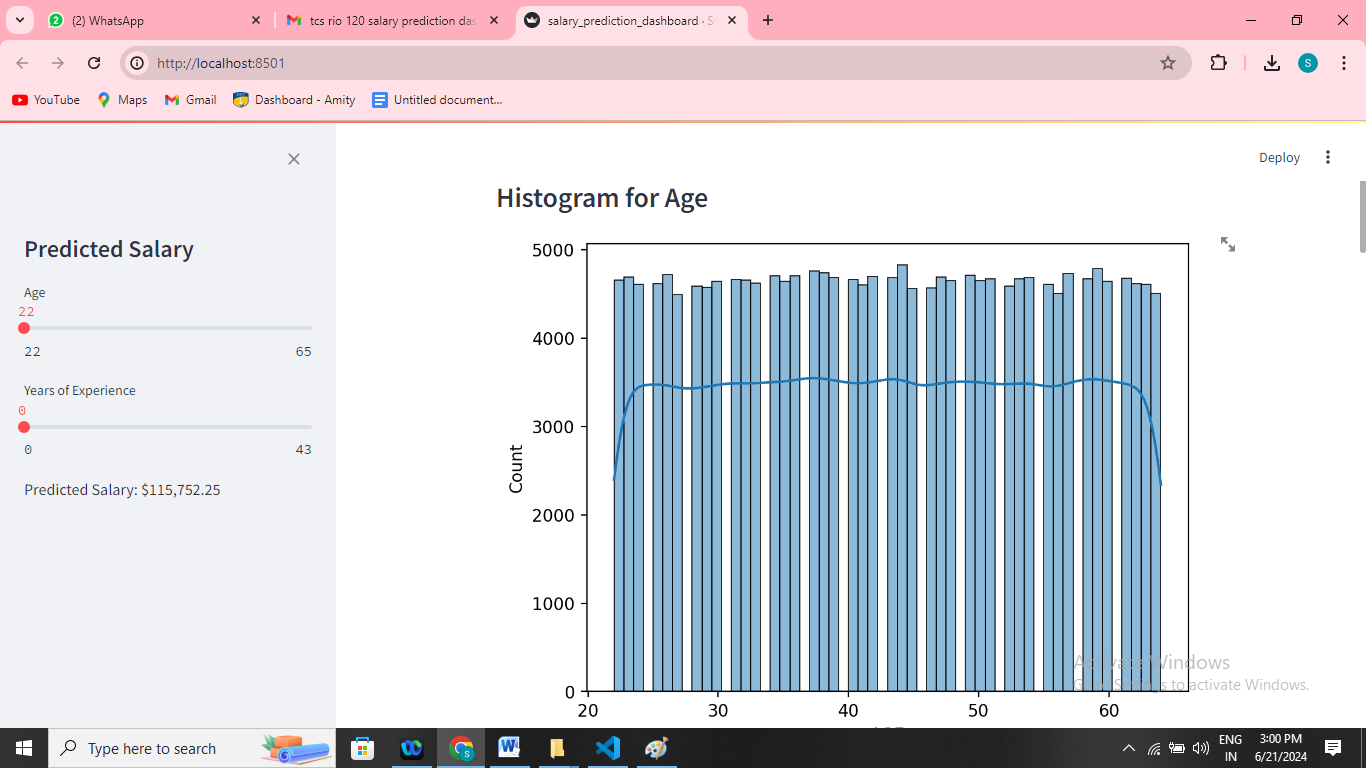 (2) WhatsApp
tcs rio 120 salary prediction das
salary_prediction_dashboard · S
http://localhost:8501
S
YouTube
Maps
Gmail
Dashboard - Amity
Untitled document...
Deploy
Predicted Salary
Age
22
22 65
Years of Experience
0
0 43
Predicted Salary: $115,752.25
Histogram for Age
5000
4000
3000
2000
1000
0
Count
20 30 40 50 60
Activate Windows
Go to Settings to activate Windows.
Type here to search
ENG
IN
3:00 PM
6/21/2024